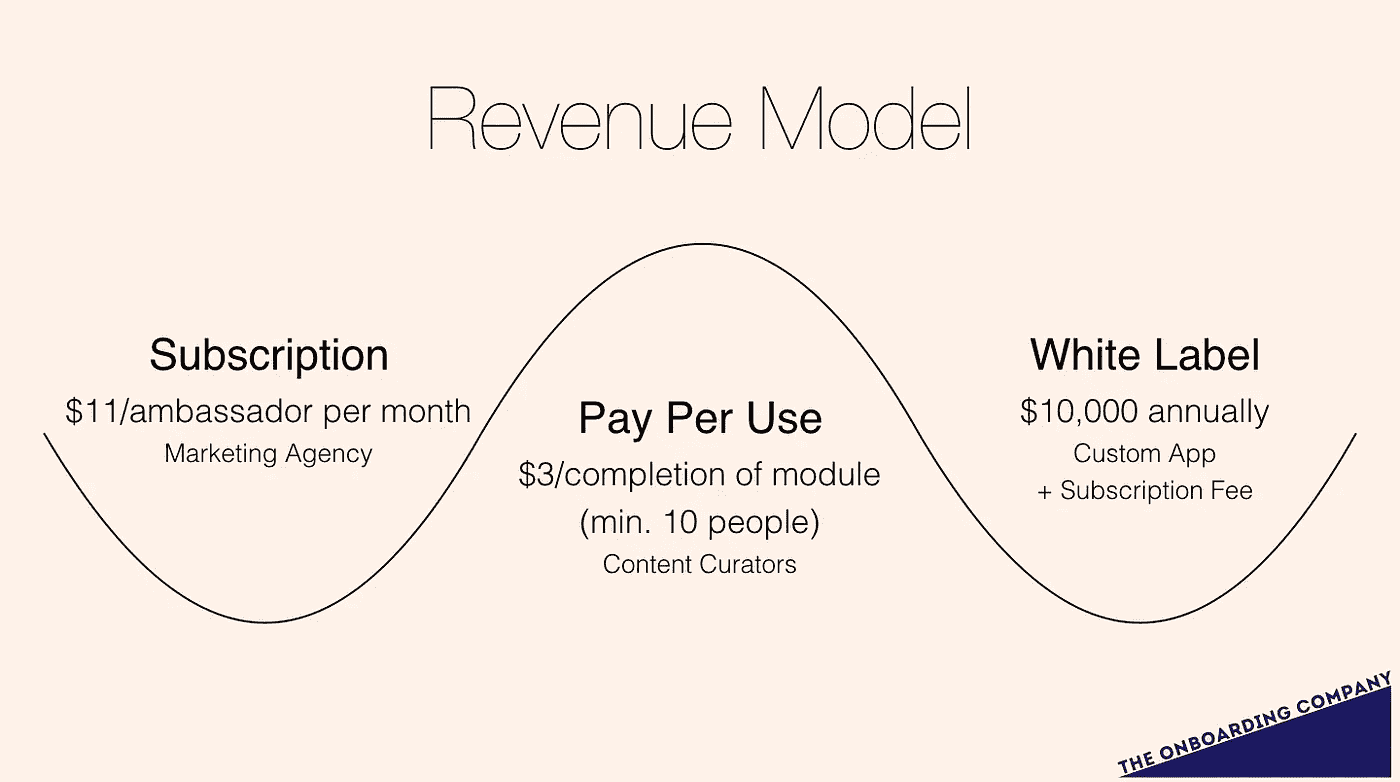 Revenue Model
Subscription
$11/ambassador per month
Marketing Agency
Pay Per Use
$3/completion of module
(min. 10 people)
Content Curators
White Label
$10,000 annually
Custom App
+ Subscription Fee
THE ONBOARDING COMPANY